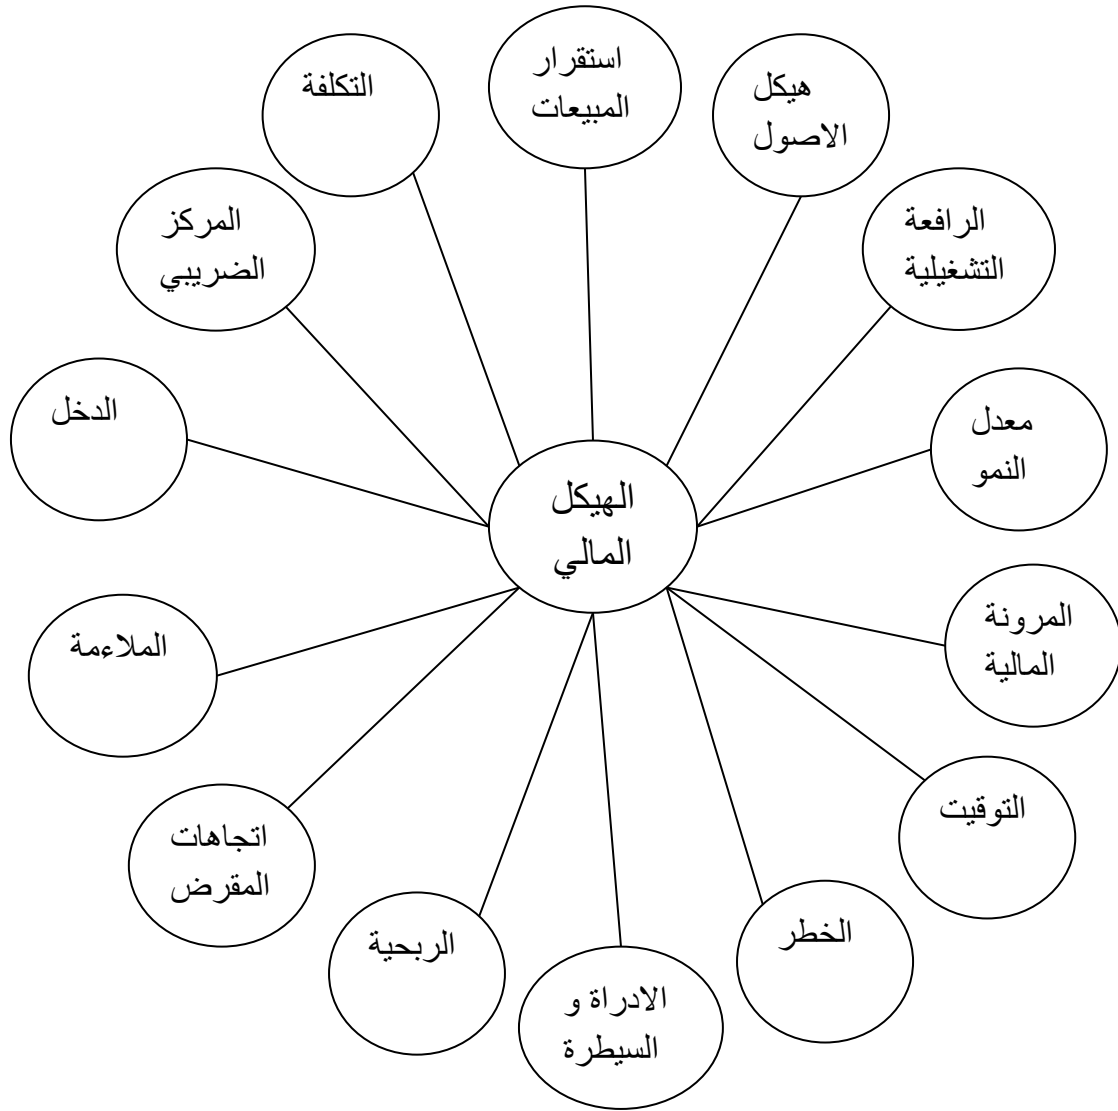 استقرار
المبيعات
هيكل
الاصول
التكلفة
الرافعة
التشغيلية
المركز
الضريبي
معدل
النمو
الدخل
الهيكل
المالي
المرونة
المالية
الملاءمة
التوقيت
اتجاهات
المقرض
الخطر
الربحية
الادراة و
السيطرة